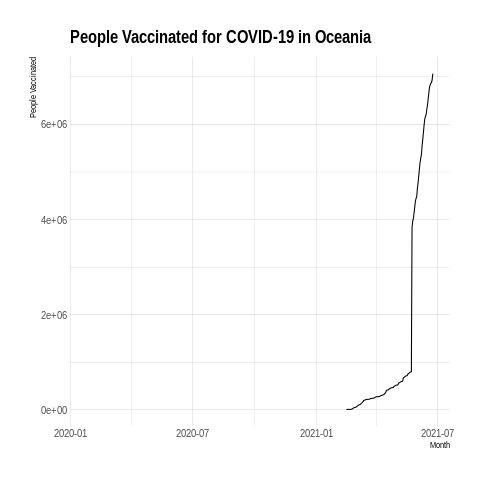 People Vaccinated for COVID-19 in Oceania
People Vaccinated
6e+06
4e+06
2e+06
0e+00
2020-01
2020-07
2021-01
2021-07
Month